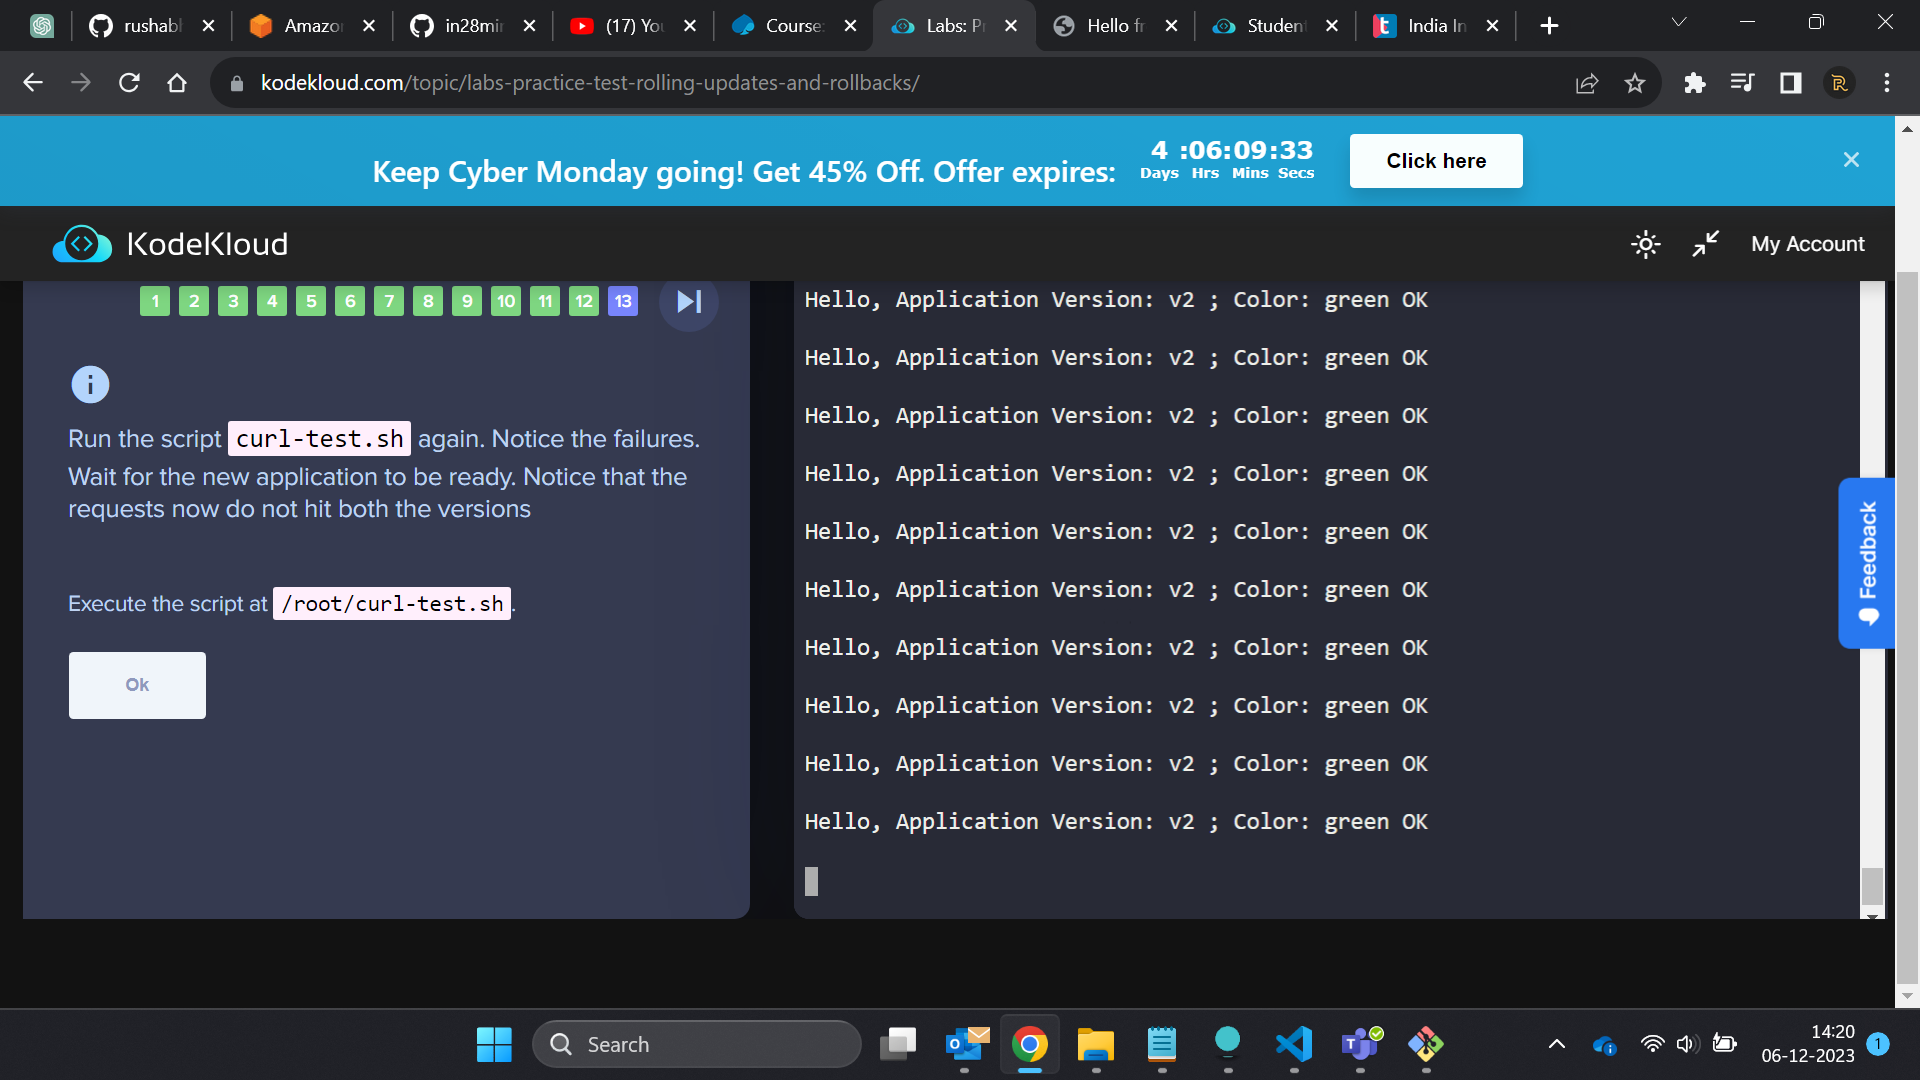 rushabh
Amazon
in28min
(17) You
Course:
Labs: Pr
Hello fr
Student
India In
kodekloud.com/topic/labs-practice-test-rolling-updates-and-rollbacks/
Keep Cyber Monday going! Get 45% Off. Offer expires:
4 :06:09:33
Days Hrs Mins Secs
Click here
KodeKloud
My Account
1 2 3 4 5 6 7 8 9 10 11 12 13
Run the script curl-test.sh again. Notice the failures.
Wait for the new application to be ready. Notice that the
requests now do not hit both the versions
Execute the script at /root/curl-test.sh.
Ok
Hello, Application Version: v2 ; Color: green OK
Hello, Application Version: v2 ; Color: green OK
Hello, Application Version: v2 ; Color: green OK
Hello, Application Version: v2 ; Color: green OK
Hello, Application Version: v2 ; Color: green OK
Hello, Application Version: v2 ; Color: green OK
Hello, Application Version: v2 ; Color: green OK
Hello, Application Version: v2 ; Color: green OK
Hello, Application Version: v2 ; Color: green OK
Hello, Application Version: v2 ; Color: green OK
Feedback
Search
14:20
06-12-2023
1